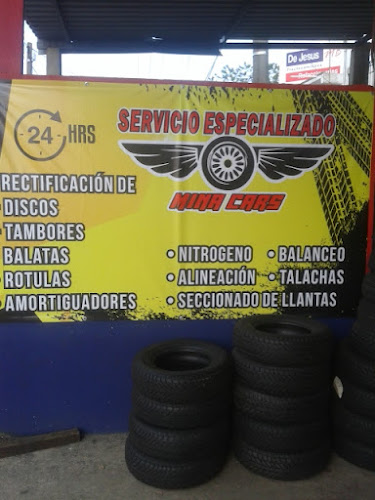 De Jesus
24 HRS
SERVICIO ESPECIALIZADO
MINA CARS
RECTIFICACIÓN DE
• DISCOS
• TAMBORES
BALATAS
• ROTULAS
• AMORTIGUADORES
• NITROGENO • BALANCEO
• ALINEACIÓN • TALACHAS
• SECCIONADO DE LLANTAS